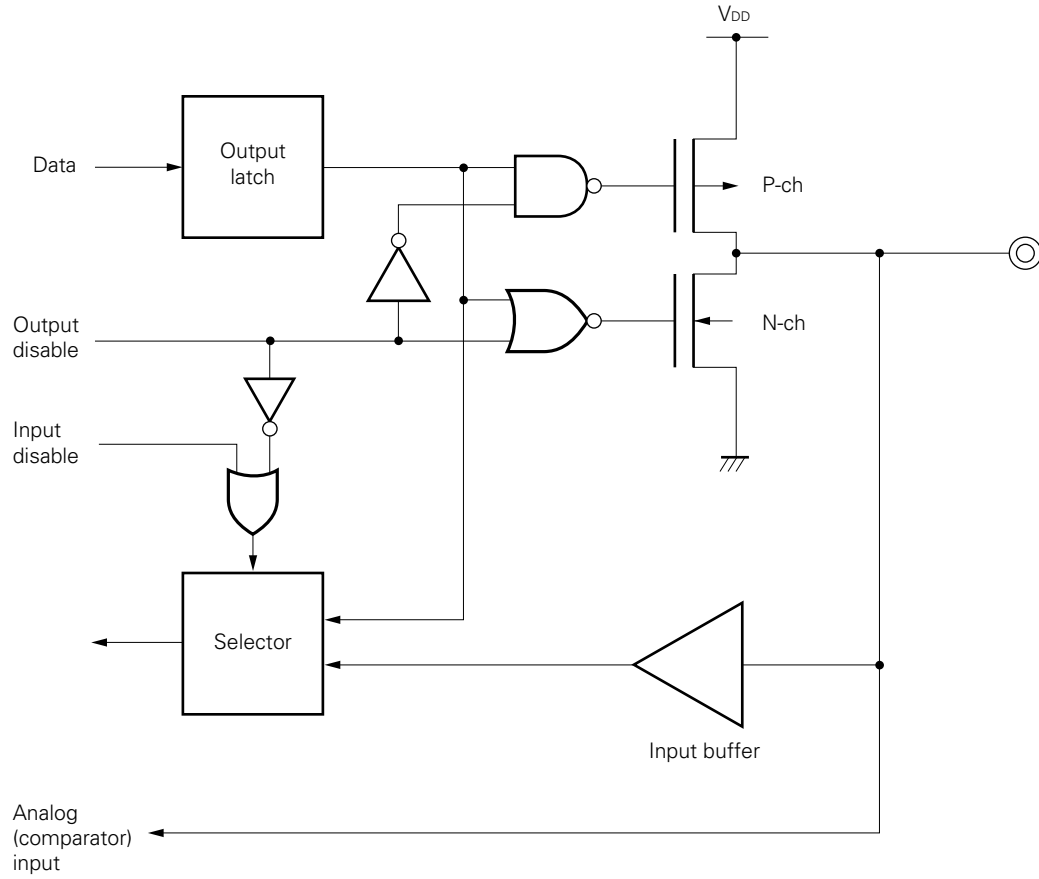 VDD
Data
Output
latch
P-ch
Output
disable
N-ch
Input
disable
Selector
Input buffer
Analog
(comparator)
input